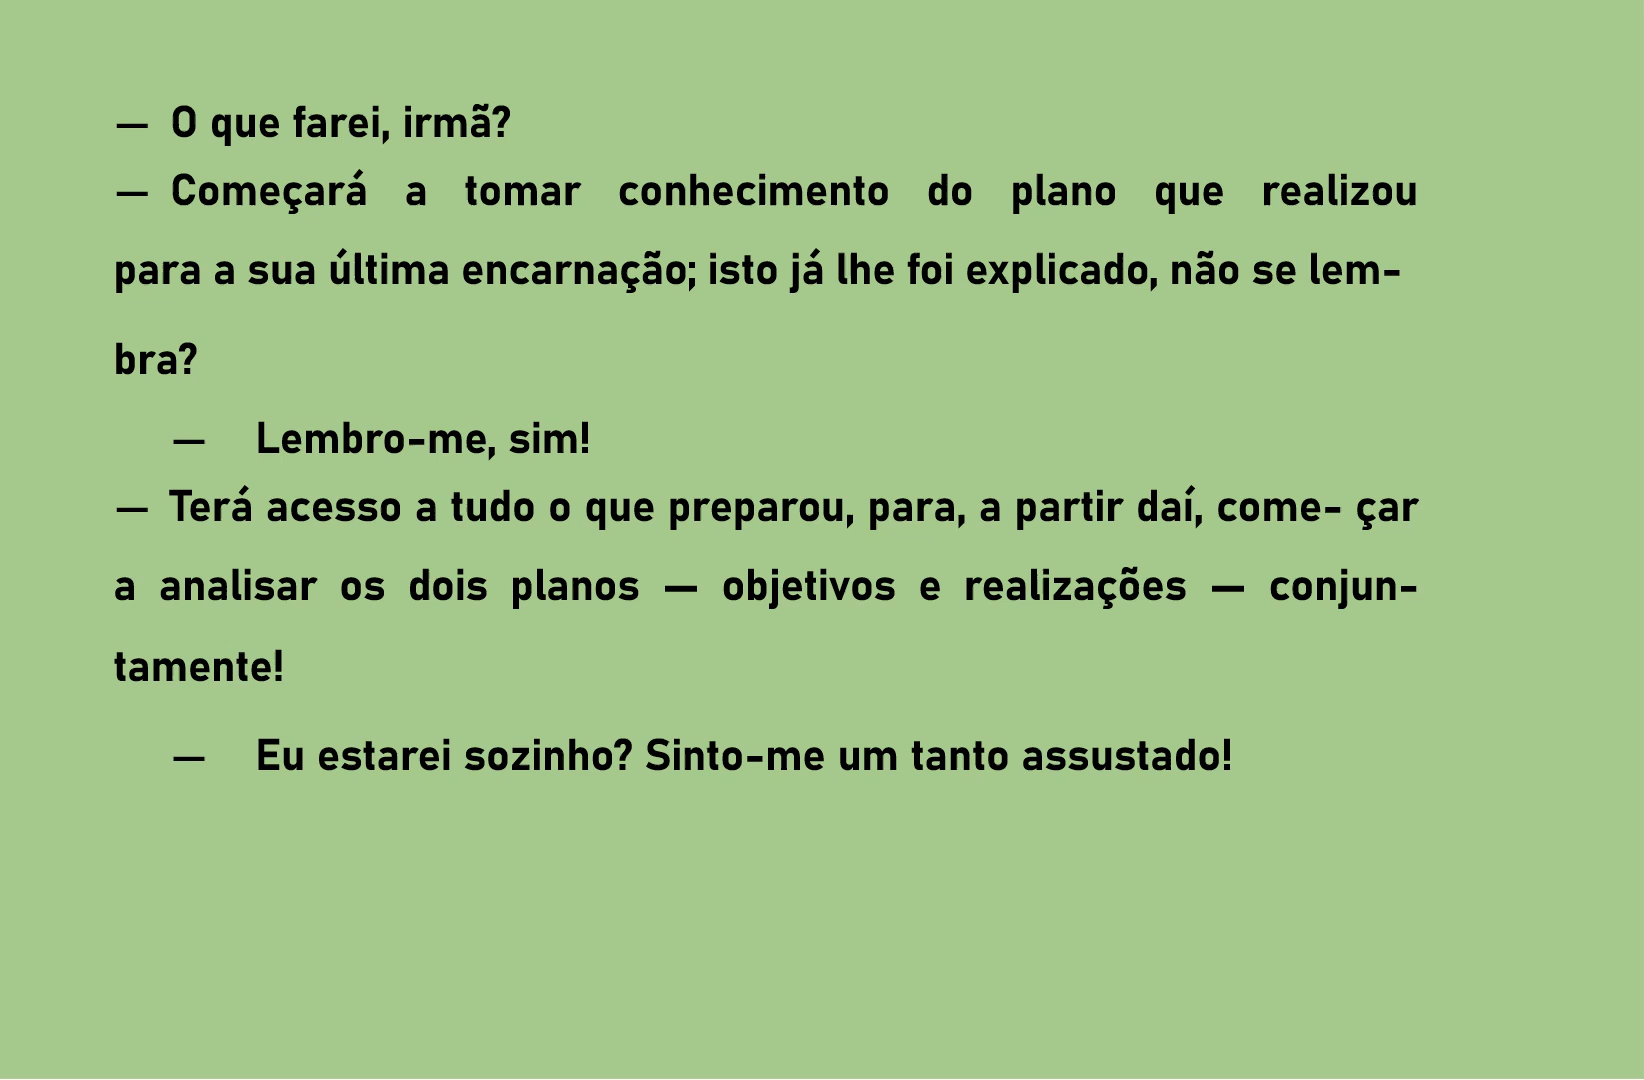 — O que farei, irmã?
— Começará a tomar conhecimento do plano que realizou
para a sua última encarnação; isto já lhe foi explicado, não se lem-
bra?
— Lembro-me, sim!
— Terá acesso a tudo o que preparou, para, a partir daí, come- çar
a analisar os dois planos — objetivos e realizações — conjun-
tamente!
— Eu estarei sozinho? Sinto-me um tanto assustado!